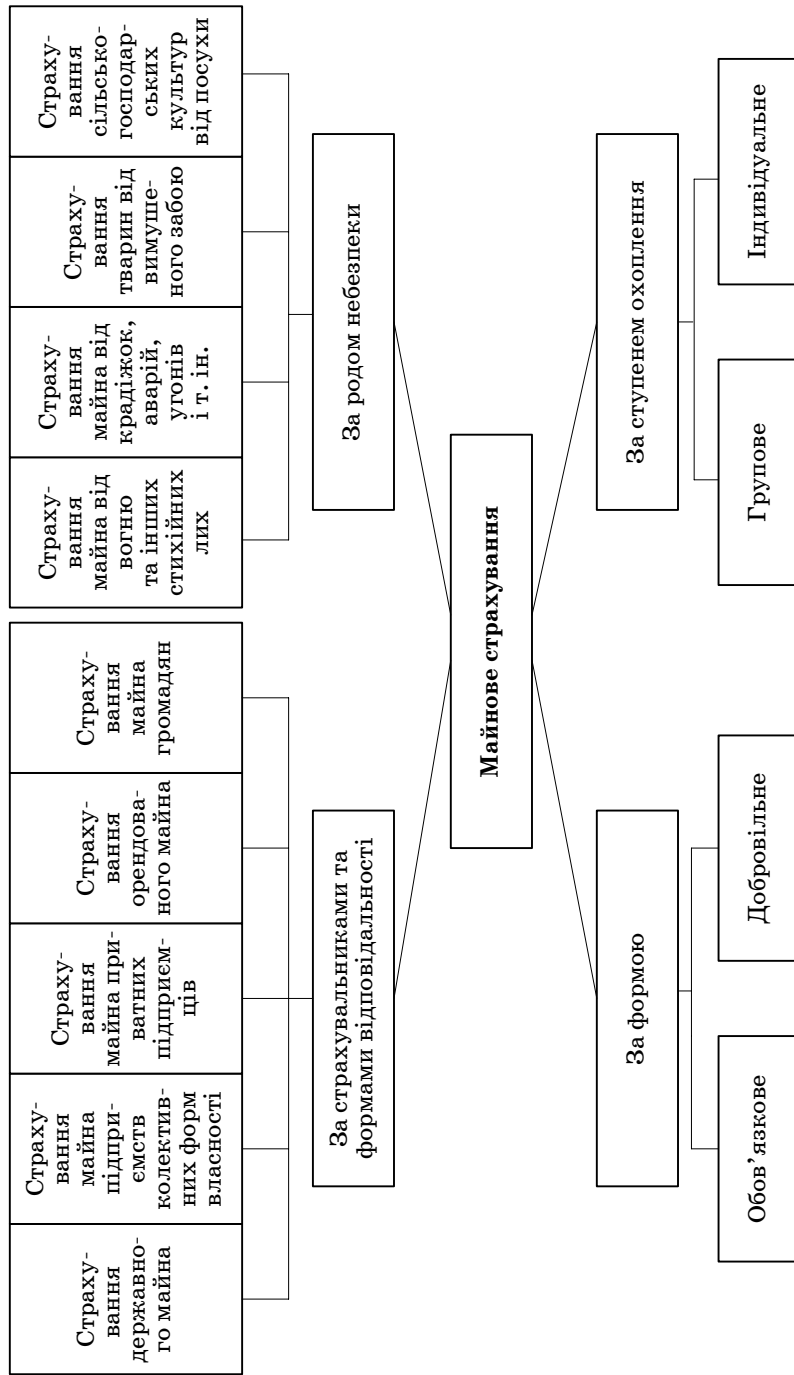 Страху-
вання
державно-
го майна
Страху-
вання
майна
підпри-
ємств
колектив-
них форм
власності
Страху-
вання
майна при-
ватних
підприєм-
ців
Страху-
вання
орендова-
ного майна
Страху-
вання
майна
громадян
Страху-
вання
майна від
вогню
та інших
стихійних
лих
Страху-
вання
майна від
крадіжок,
аварій,
угонів
і т. ін.
Страху-
вання
тварин від
вимуше-
ного забою
Страху-
вання
сільсько-
господар-
ських
культур
від посухи
За страхувальниками та
формами відповідальності
За родом небезпеки
Майнове страхування
За формою
За ступенем охоплення
Обов’язкове
Добровільне
Групове
Індивідуальне